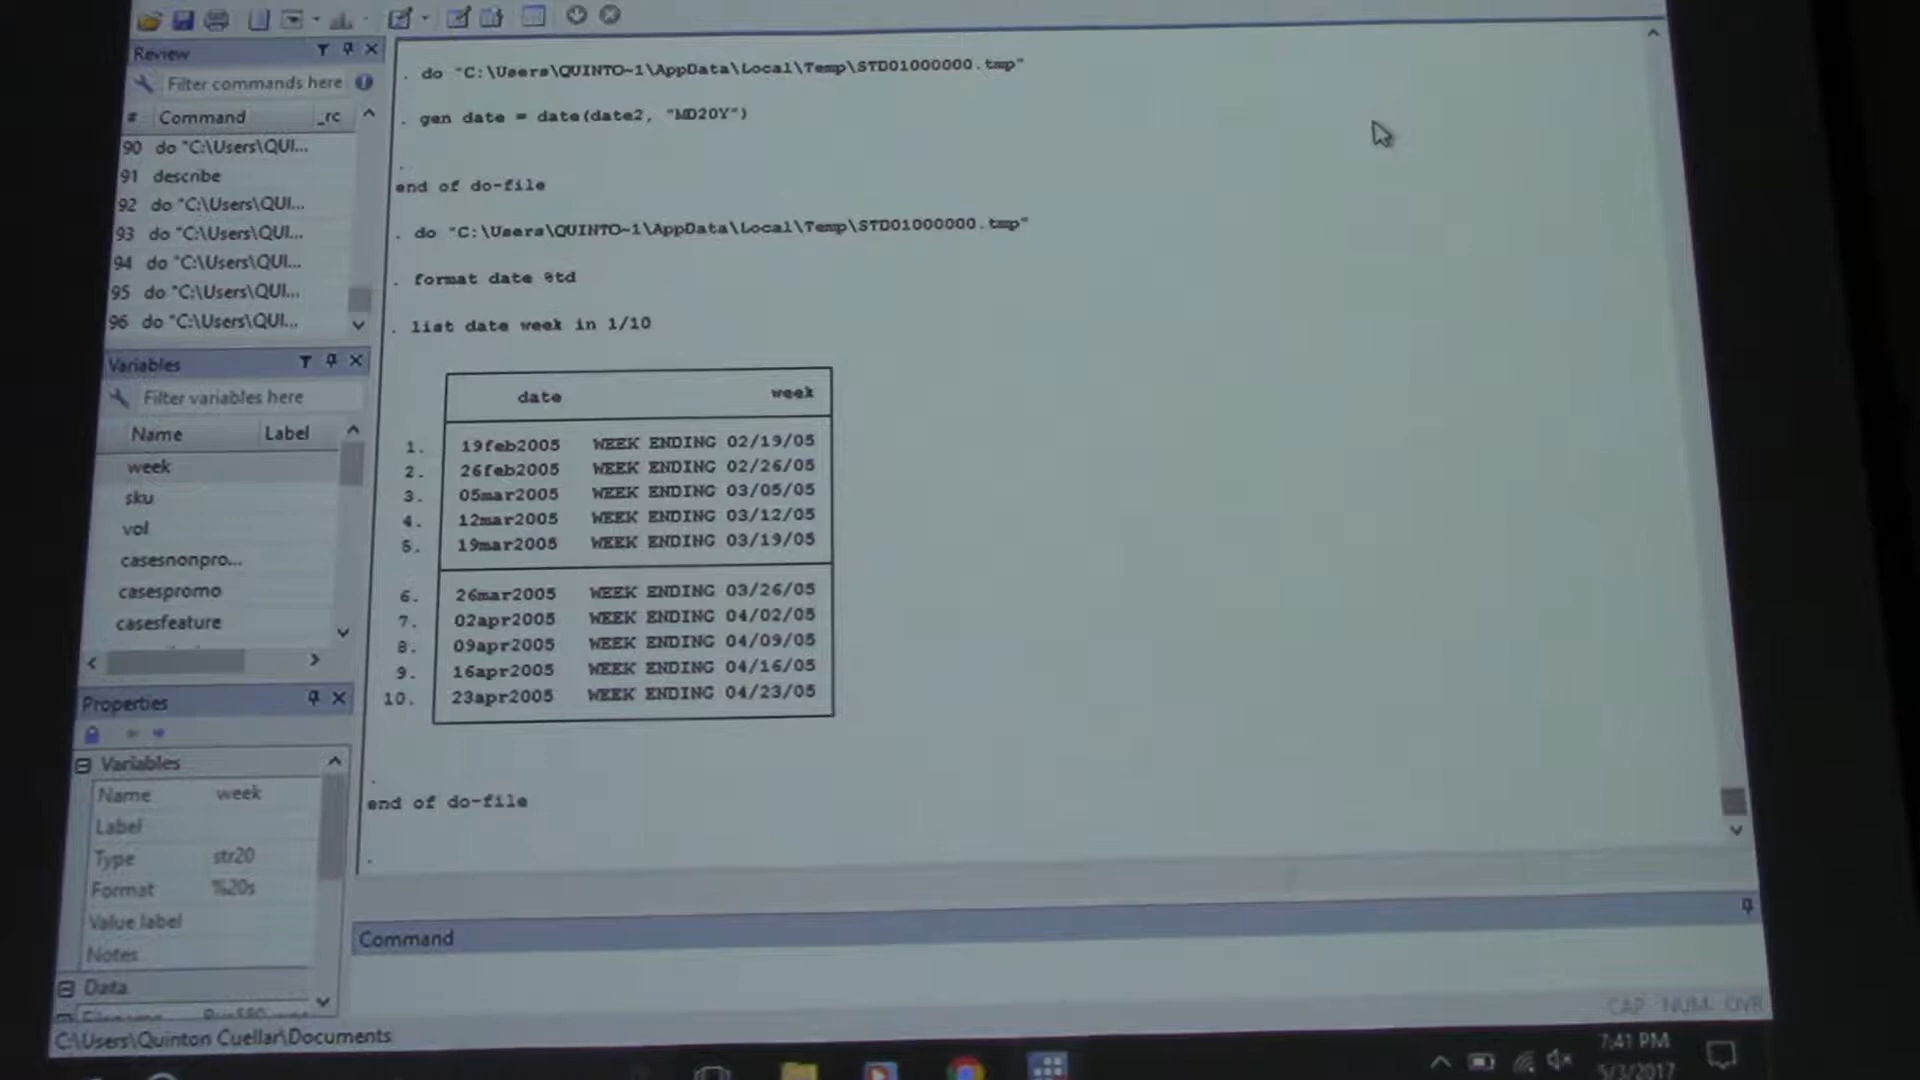 Review
Filter commands here
# Command _rc
90 do "C:\Users\QUI...
91 describe
92 do "C:\Users\QUI...
93 do "C:\Users\QUI...
94 do "C:\Users\QUI...
95 do "C:\Users\QUI...
96 do "C:\Users\QUI...
Variables
Filter variables here
Name Label
week
sku
vol
casesnonpro...
casespromo
casesfeature
Properties
Variables
Name week
Label
Type str20
Format %20s
Value label
Notes
Data
. do "C:\Users\QUINTO~1\AppData\Local\Temp\STD01000000.tmp"
. gen date = date(date2, "MD20Y")
.
end of do-file
. do "C:\Users\QUINTO~1\AppData\Local\Temp\STD01000000.tmp"
. format date %td
. list date week in 1/10
date week
1. 19feb2005 WEEK ENDING 02/19/05
2. 26feb2005 WEEK ENDING 02/26/05
3. 05mar2005 WEEK ENDING 03/05/05
4. 12mar2005 WEEK ENDING 03/12/05
5. 19mar2005 WEEK ENDING 03/19/05
6. 26mar2005 WEEK ENDING 03/26/05
7. 02apr2005 WEEK ENDING 04/02/05
8. 09apr2005 WEEK ENDING 04/09/05
9. 16apr2005 WEEK ENDING 04/16/05
10. 23apr2005 WEEK ENDING 04/23/05
.
end of do-file
.
Command
CAP NUM OVR
C:\Users\Quinton Cuellar\Documents
7:41 PM
5/3/2017